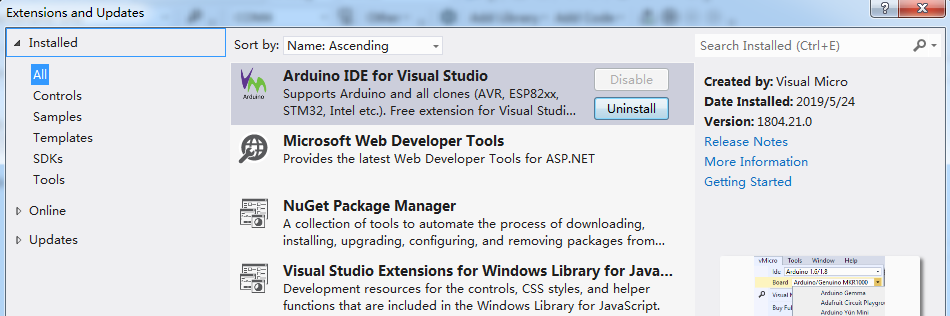 Extensions and Updates
Installed
Sort by: Name: Ascending
Search Installed (Ctrl+E)
All
Controls
Samples
Templates
SDKs
Tools
Online
Updates
Arduino
Arduino IDE for Visual Studio
Supports Arduino and all clones (AVR, ESP82xx,
STM32, Intel etc.). Free extension for Visual Studi...
Disable
Uninstall
Microsoft Web Developer Tools
Provides the latest Web Developer Tools for ASP.NET
NuGet Package Manager
A collection of tools to automate the process of downloading,
installing, upgrading, configuring, and removing packages from...
Visual Studio Extensions for Windows Library for Java...
Development resources for the controls, CSS styles, and helper
functions that are included in the Windows Library for JavaScript.
Created by: Visual Micro
Date Installed: 2019/5/24
Version: 1804.21.0
Release Notes
More Information
Getting Started
vMicro Tools Window Help
Ide Arduino 1.6/1.8
Board Arduino/Genuino MKR1000
Arduino Gemma
Adafruit Circuit Playgrou
Arduino Yún Mini